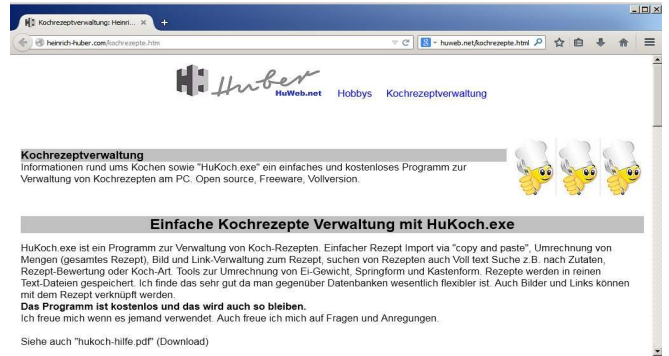 Kochrezeptverwaltung: Heinri... × +
heinrich-huber.com/kochrezepte.htm huweb.net/kochrezepte.html
Huber
HuWeb.net Hobbys Kochrezeptverwaltung
Kochrezeptverwaltung
Informationen rund ums Kochen sowie "HuKoch.exe" ein einfaches und kostenloses Programm zur
Verwaltung von Kochrezepten am PC. Open source, Freeware, Vollversion.
Einfache Kochrezepte Verwaltung mit HuKoch.exe
HuKoch.exe ist ein Programm zur Verwaltung von Koch-Rezepten. Einfacher Rezept Import via "copy and paste", Umrechnung von
Mengen (gesamtes Rezept), Bild und Link-Verwaltung zum Rezept, suchen von Rezepten auch Voll text Suche z.B. nach Zutaten,
Rezept-Bewertung oder Koch-Art. Tools zur Umrechnung von Ei-Gewicht, Springform und Kastenform. Rezepte werden in reinen
Text-Dateien gespeichert. Ich finde das sehr gut da man gegenüber Datenbanken wesentlich flexibler ist. Auch Bilder und Links können
mit dem Rezept verknüpft werden.
Das Programm ist kostenlos und das wird auch so bleiben.
Ich freue mich wenn es jemand verwendet. Auch freue ich mich auf Fragen und Anregungen.
Siehe auch "hukoch-hilfe.pdf" (Download)